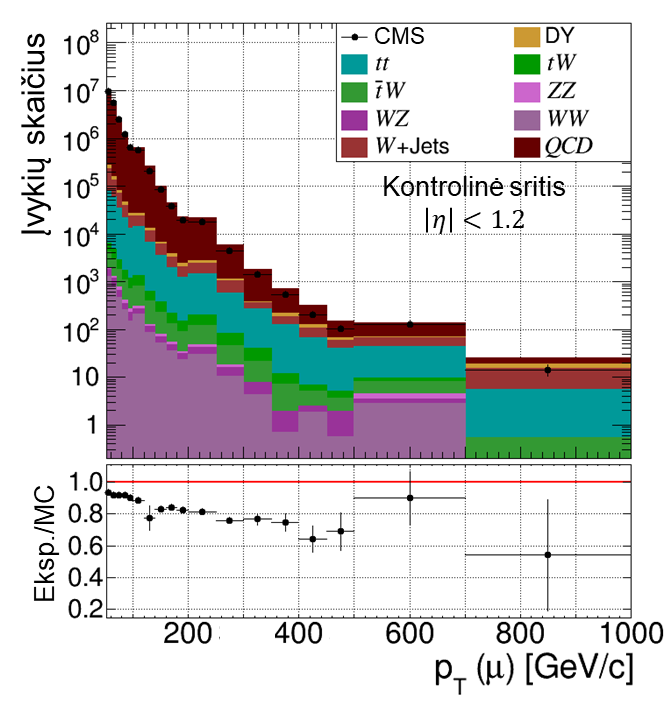 Įvykių skaičius
10⁸
10⁷
10⁶
10⁵
10⁴
10³
10²
10
1
CMS
DY
tt
tW
t̅W
ZZ
WZ
WW
W+Jets
QCD
Kontrolinė sritis
|η| < 1.2
Eksp./MC
1.0
0.8
0.6
0.4
0.2
200 400 600 800 1000
p_T (μ) [GeV/c]